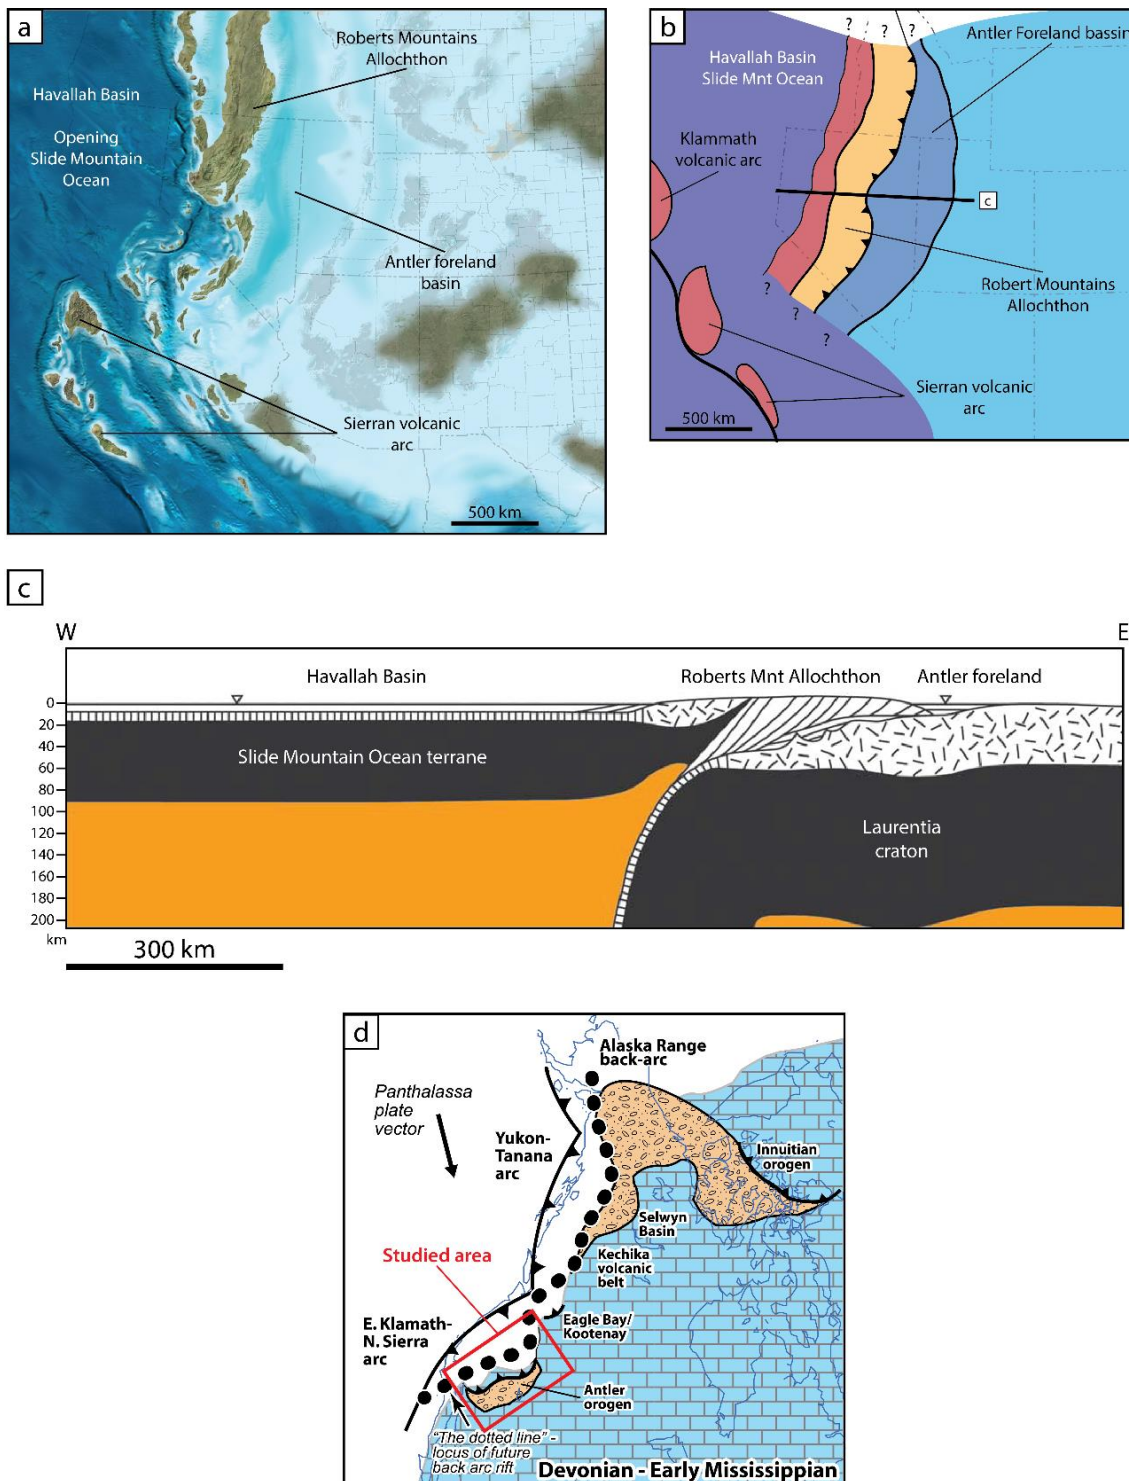 a
Roberts Mountains
Allochthon
Havallah Basin
Opening
Slide Mountain
Ocean
Antler foreland
basin
Sierran volcanic
arc
500 km
b
? ? ?
Havallah Basin
Slide Mnt Ocean
Antler Foreland bassin
Klammath
volcanic arc
c
Robert Mountains
Allochthon
?
?
?
Sierran volcanic
arc
500 km
c
W
E
Havallah Basin
Roberts Mnt Allochthon
Antler foreland
0
20
40
60
80
100
120
140
160
180
200
km
Slide Mountain Ocean terrane
Laurentia
craton
300 km
d
Alaska Range
back-arc
Panthalassa
plate
vector
Yukon-
Tanana
arc
Innuitian
orogen
Selwyn
Basin
Studied area
Kechika
volcanic
belt
E. Klamath-
N. Sierra
arc
Eagle Bay/
Kootenay
Antler
orogen
"The dotted line" -
locus of future
back arc rift
Devonian - Early Mississippian